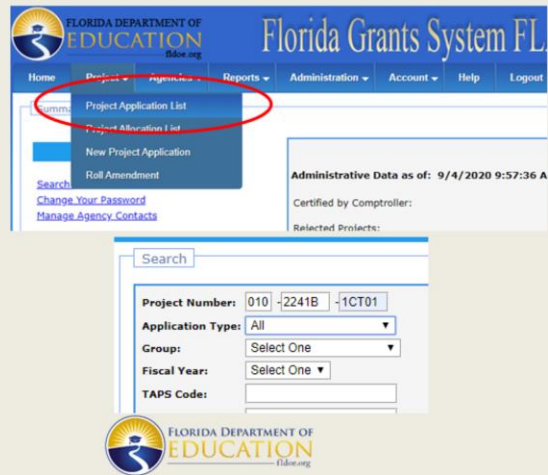 FLORIDA DEPARTMENT OF
EDUCATION
fldoe.org
Florida Grants System FL
Home Project Agencies Reports Administration Account Help Logout
Summa
Project Application List
Project Allocation List
New Project Application
Roll Amendment
Search
Change Your Password
Manage Agency Contacts
Administrative Data as of: 9/4/2020 9:57:36 A
Certified by Comptroller:
Rejected Projects:
Search
Project Number: 010 -2241B -1CT01
Application Type: All
Group: Select One
Fiscal Year: Select One
TAPS Code:
FLORIDA DEPARTMENT OF
EDUCATION
fldoe.org